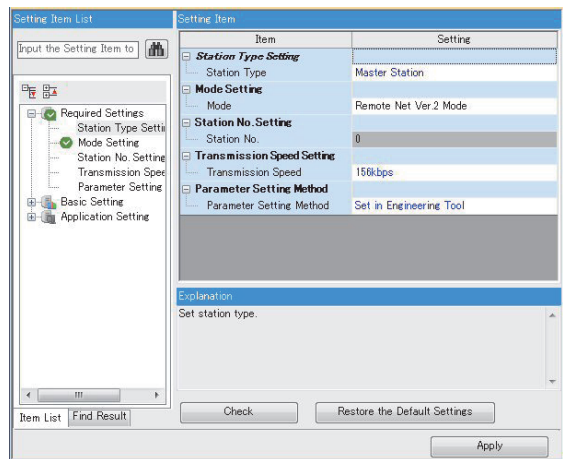 Setting Item List
Input the Setting Item to
Required Settings
Station Type Settin
Mode Setting
Station No. Setting
Transmission Spee
Parameter Setting
Basic Setting
Application Setting
Item List Find Result
Setting Item
Item Setting
Station Type Setting
Station Type Master Station
Mode Setting
Mode Remote Net Ver.2 Mode
Station No. Setting
Station No. 0
Transmission Speed Setting
Transmission Speed 156kbps
Parameter Setting Method
Parameter Setting Method Set in Engineering Tool
Explanation
Set station type.
Check Restore the Default Settings
Apply